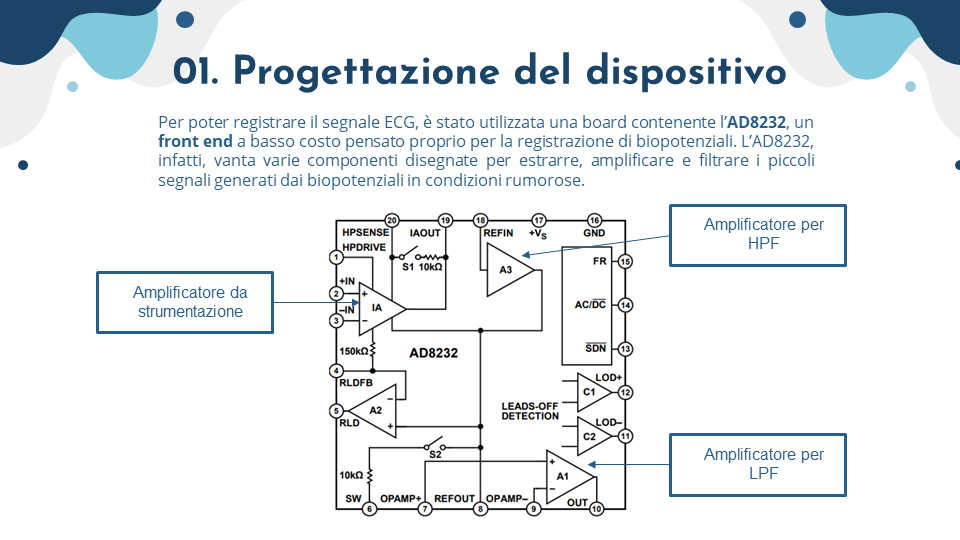 01. Progettazione del dispositivo
Per poter registrare il segnale ECG, è stato utilizzata una board contenente l'AD8232, un
front end a basso costo pensato proprio per la registrazione di biopotenziali. L'AD8232,
infatti, vanta varie componenti disegnate per estrarre, amplificare e filtrare i piccoli
segnali generati dai biopotenziali in condizioni rumorose.
Amplificatore per
HPF
Amplificatore da
strumentazione
Amplificatore per
LPF
20 19 18 17 16
HPSENSE IAOUT REFIN +VS GND
HPDRIVE
1
S1 10kΩ
A3
FR 15
+IN
2
+
IA
–IN
3
–
AC/DC 14
150kΩ
AD8232
SDN 13
4
RLDFB
LOD+
C1 12
5
A2
–
+
RLD
LEADS-OFF
DETECTION
LOD–
C2 11
S2
10kΩ
+
A1
–
SW OPAMP+ REFOUT OPAMP– OUT
6 7 8 9 10